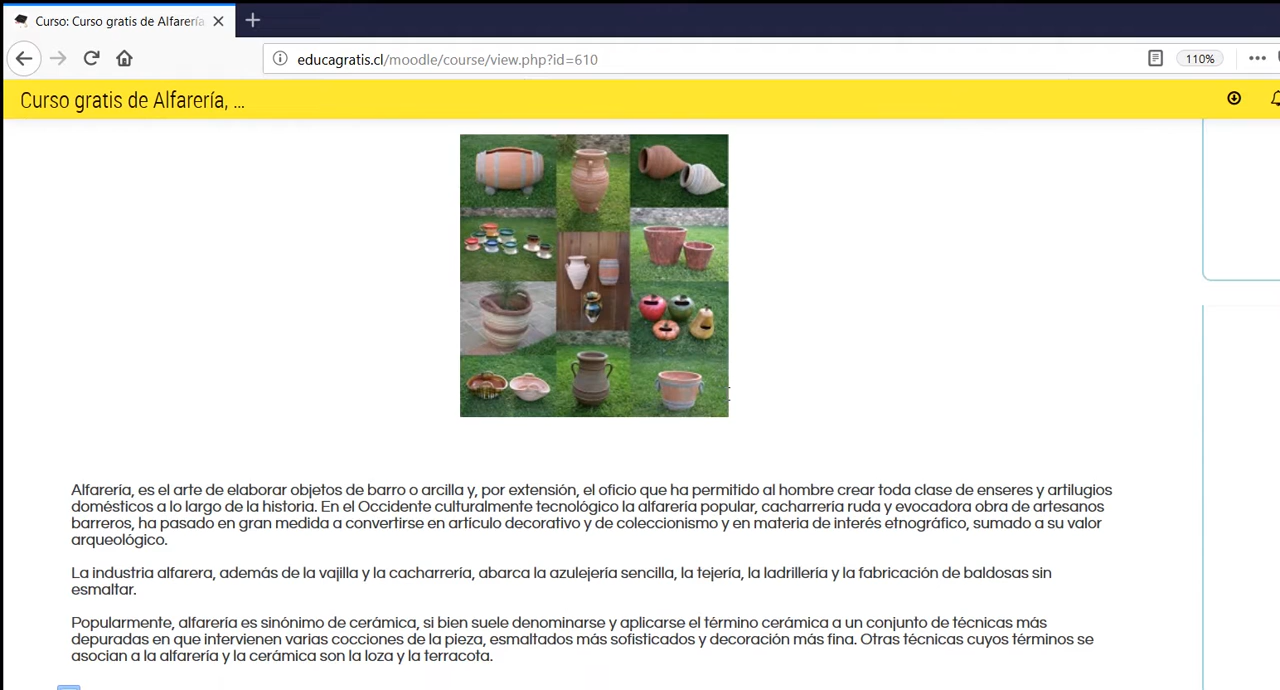 Curso: Curso gratis de Alfarería
educagratis.cl/moodle/course/view.php?id=610
110%
Curso gratis de Alfarería, ...
Alfarería, es el arte de elaborar objetos de barro o arcilla y, por extensión, el oficio que ha permitido al hombre crear toda clase de enseres y artilugios
domésticos a lo largo de la historia. En el Occidente culturalmente tecnológico la alfarería popular, cacharrería ruda y evocadora obra de artesanos
barreros, ha pasado en gran medida a convertirse en artículo decorativo y de coleccionismo y en materia de interés etnográfico, sumado a su valor
arqueológico.
La industria alfarera, además de la vajilla y la cacharrería, abarca la azulejería sencilla, la tejería, la ladrillería y la fabricación de baldosas sin
esmaltar.
Popularmente, alfarería es sinónimo de cerámica, si bien suele denominarse y aplicarse el término cerámica a un conjunto de técnicas más
depuradas en que intervienen varias cocciones de la pieza, esmaltados más sofisticados y decoración más fina. Otras técnicas cuyos términos se
asocian a la alfarería y la cerámica son la loza y la terracota.